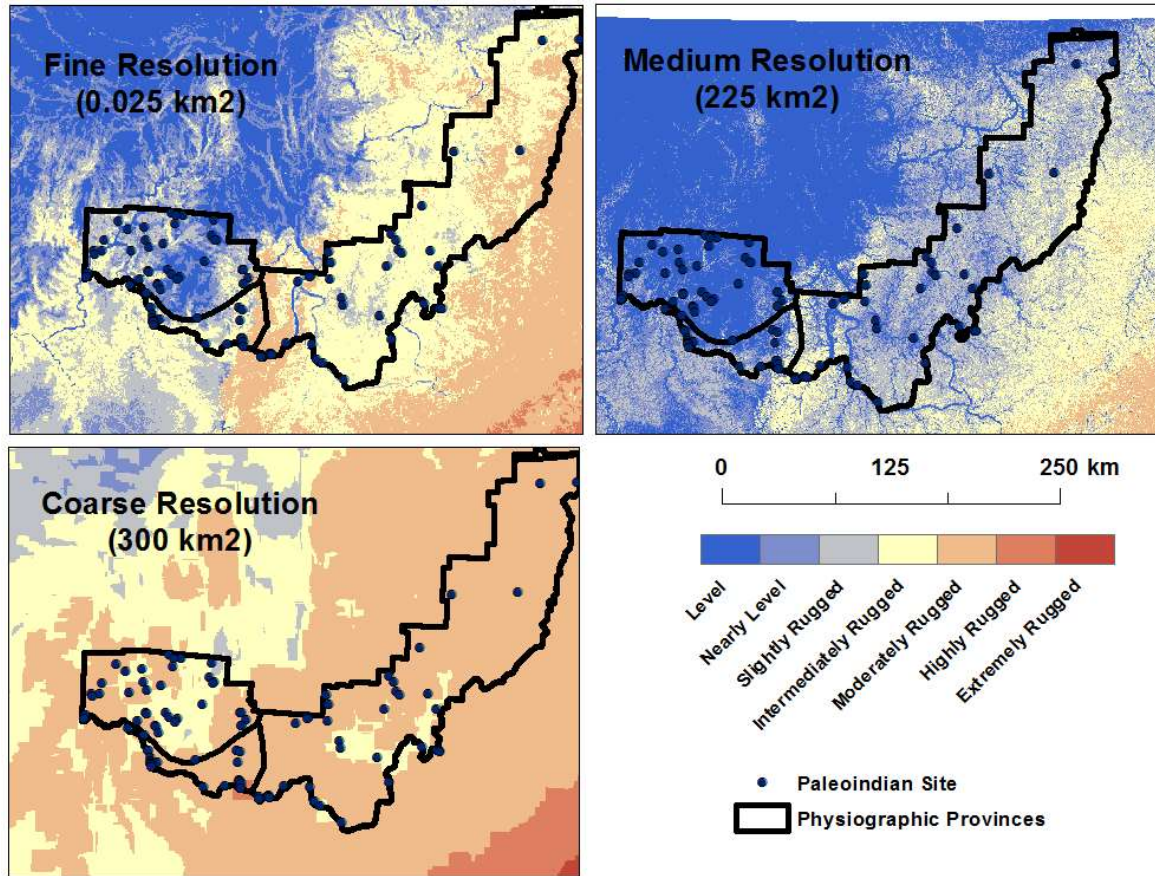 Fine Resolution
(0.025 km2)
Medium Resolution
(225 km2)
Coarse Resolution
(300 km2)
0 125 250 km
Level
Nearly Level
Slightly Rugged
Intermediately Rugged
Moderately Rugged
Highly Rugged
Extremely Rugged
Paleoindian Site
Physiographic Provinces